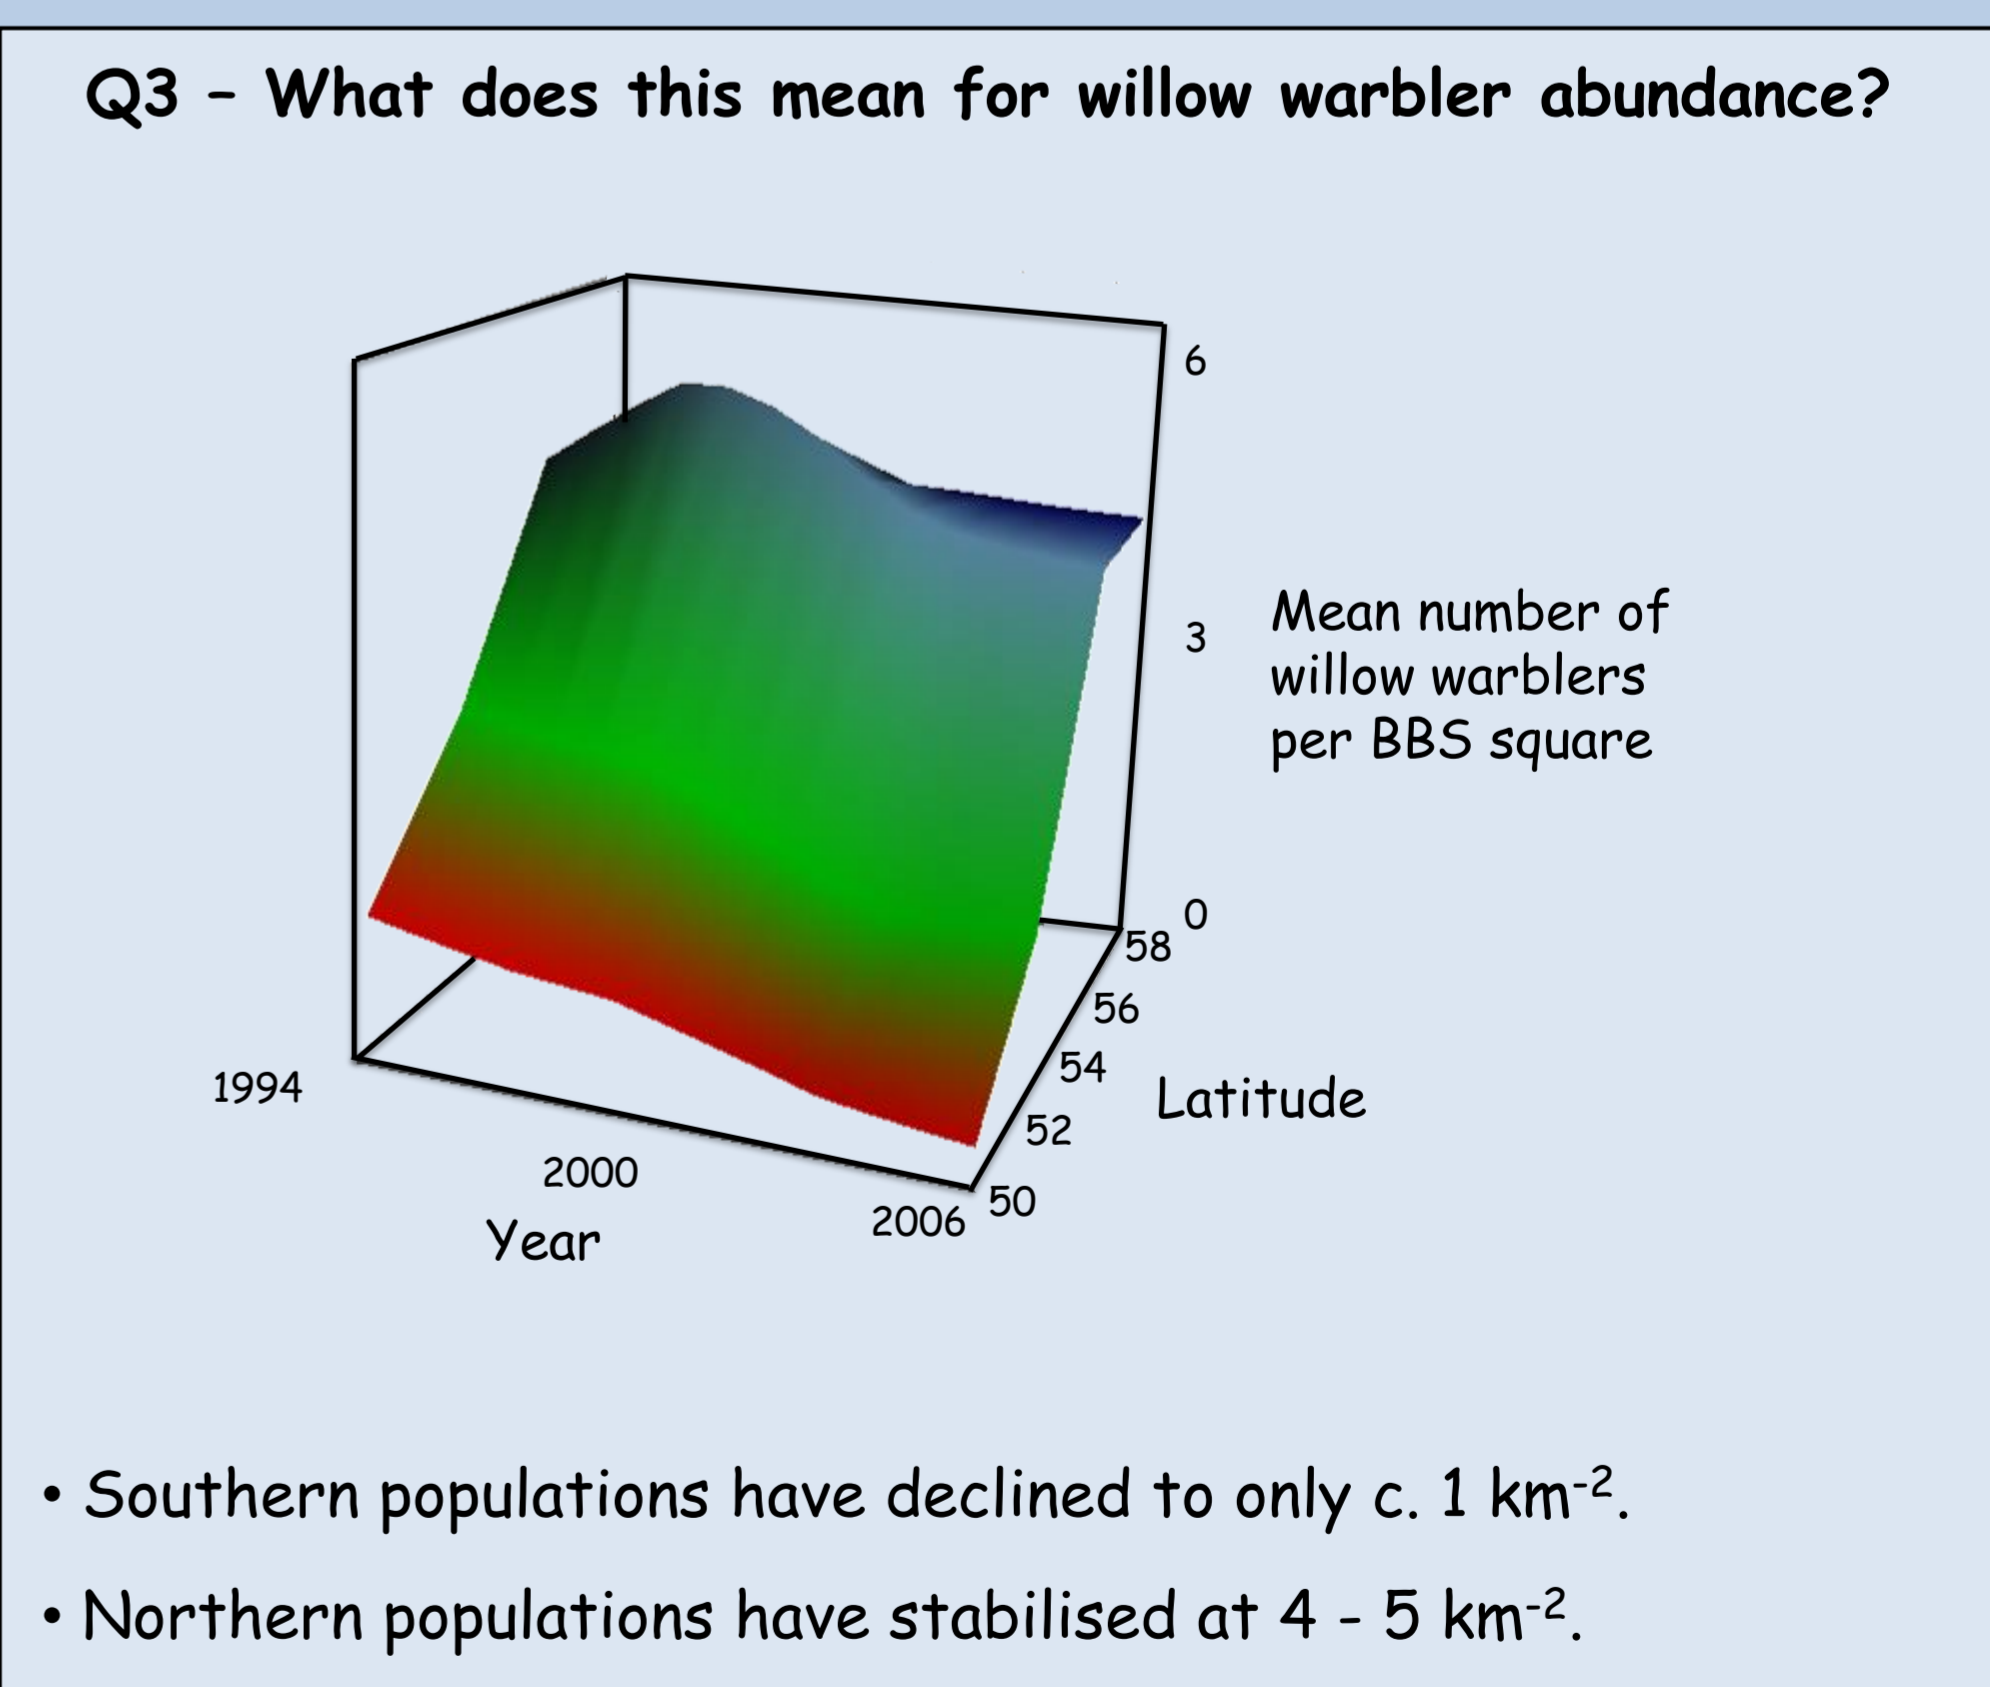 Q3 – What does this mean for willow warbler abundance?
6
3
Mean number of
willow warblers
per BBS square
0
58
56
54
Latitude
52
50
1994
2000
2006
Year
• Southern populations have declined to only c. 1 km⁻².
• Northern populations have stabilised at 4 - 5 km⁻².